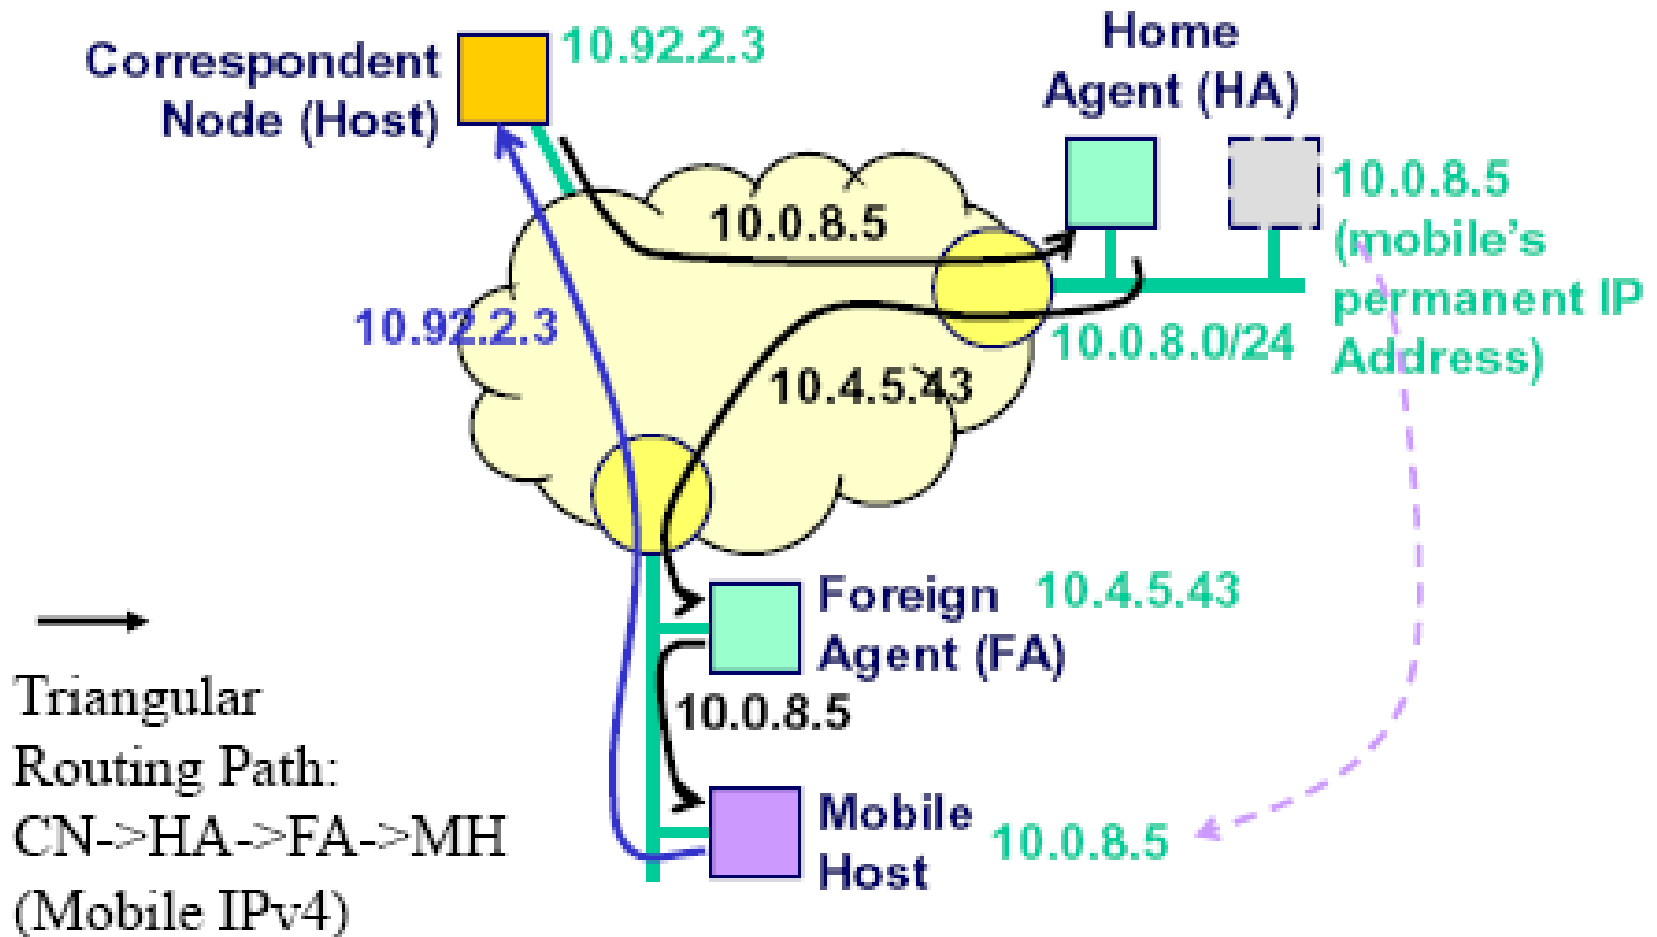 Correspondent
Node (Host)
10.92.2.3
Home
Agent (HA)
10.0.8.5
(mobile's
permanent IP
Address)
10.0.8.5
10.0.8.0/24
10.92.2.3
10.4.5.43
Foreign
Agent (FA)
10.4.5.43
10.0.8.5
Mobile
Host
10.0.8.5
Triangular
Routing Path:
CN->HA->FA->MH
(Mobile IPv4)